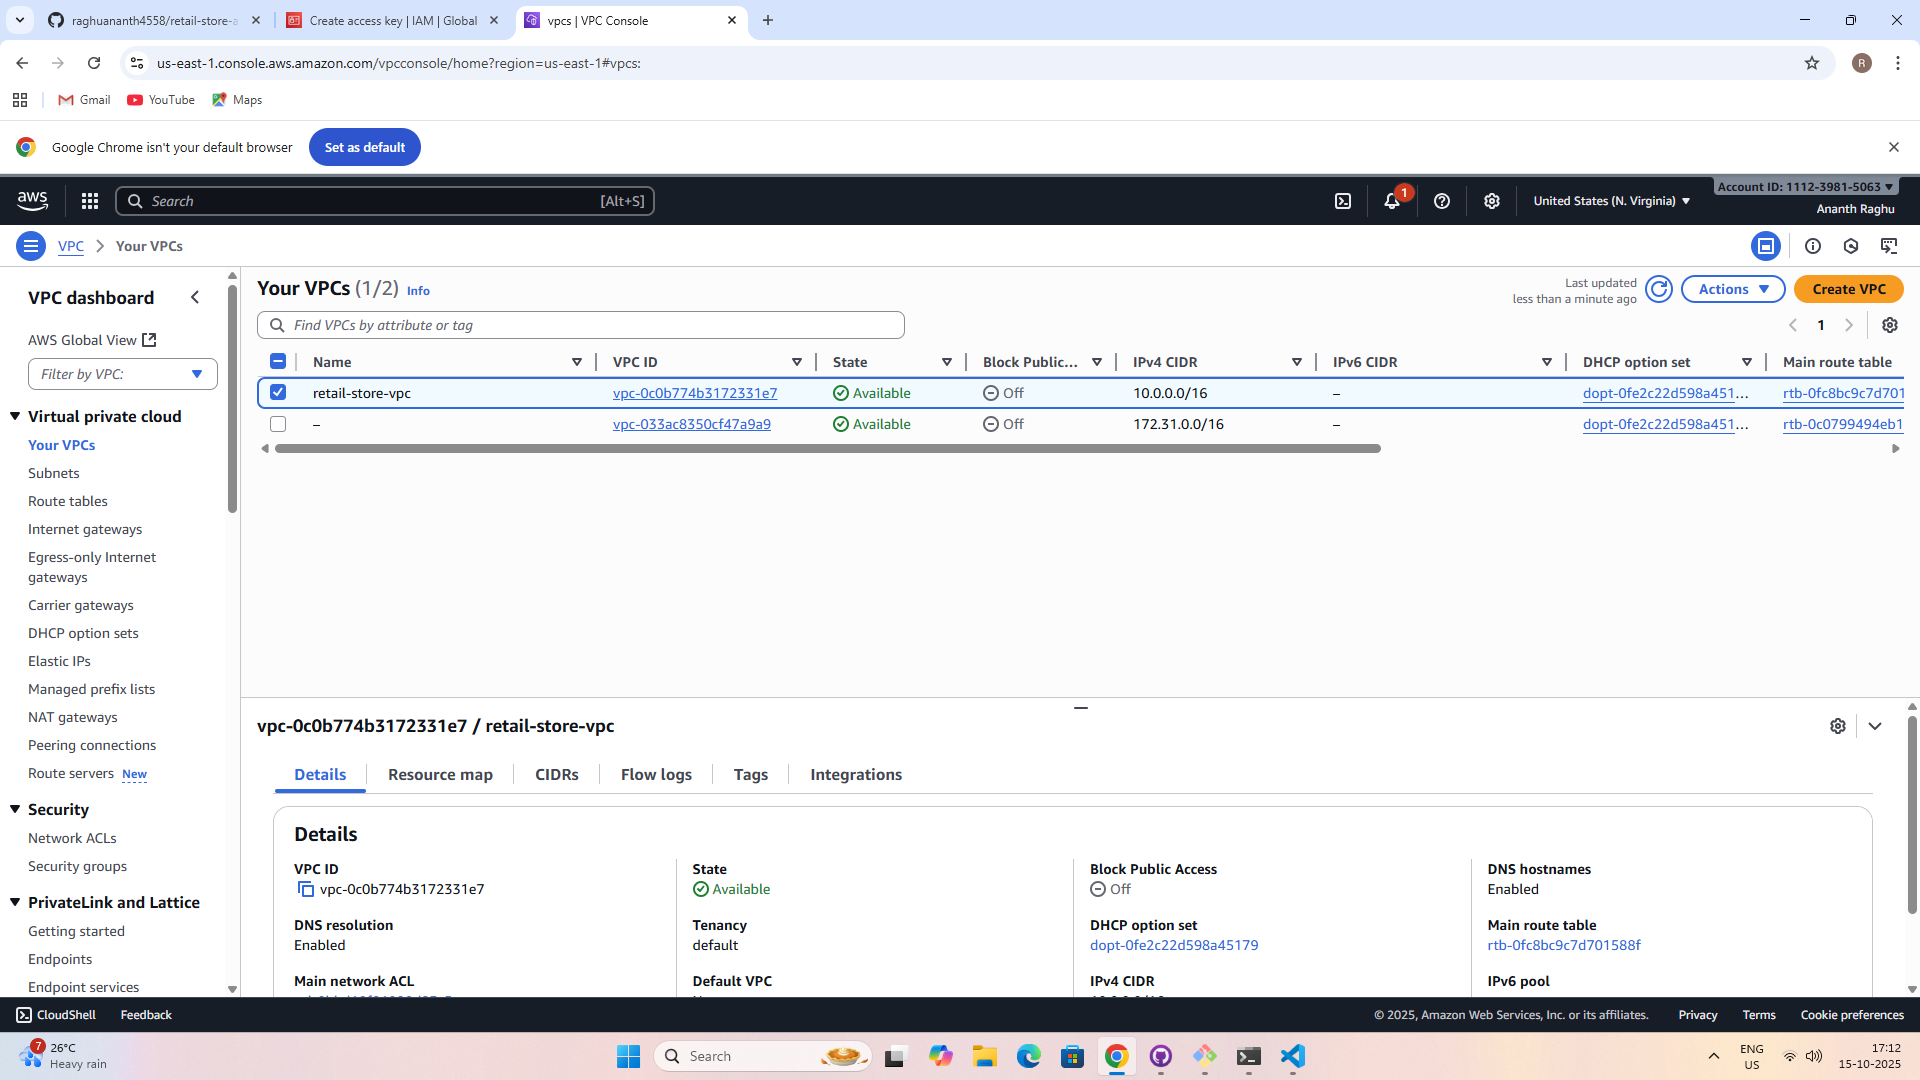 raghuananth4558/retail-store-a
Create access key | IAM | Global
vpcs | VPC Console
us-east-1.console.aws.amazon.com/vpcconsole/home?region=us-east-1#vpcs:
R
Gmail
YouTube
Maps
Google Chrome isn't your default browser
Set as default
aws
Search
[Alt+S]
1
United States (N. Virginia)
Account ID: 1112-3981-5063
Ananth Raghu
VPC
Your VPCs
VPC dashboard
AWS Global View
Filter by VPC:
Virtual private cloud
Your VPCs
Subnets
Route tables
Internet gateways
Egress-only Internet
gateways
Carrier gateways
DHCP option sets
Elastic IPs
Managed prefix lists
NAT gateways
Peering connections
Route servers New
Security
Network ACLs
Security groups
PrivateLink and Lattice
Getting started
Endpoints
Endpoint services
Your VPCs (1/2) Info
Last updated
less than a minute ago
Actions
Create VPC
Find VPCs by attribute or tag
1
Name VPC ID State Block Public... IPv4 CIDR IPv6 CIDR DHCP option set Main route table
retail-store-vpc vpc-0c0b774b3172331e7 Available Off 10.0.0.0/16 – dopt-0fe2c22d598a451... rtb-0fc8bc9c7d701
– vpc-033ac8350cf47a9a9 Available Off 172.31.0.0/16 – dopt-0fe2c22d598a451... rtb-0c0799494eb1
vpc-0c0b774b3172331e7 / retail-store-vpc
Details Resource map CIDRs Flow logs Tags Integrations
Details
VPC ID
vpc-0c0b774b3172331e7
State
Available
Block Public Access
Off
DNS hostnames
Enabled
DNS resolution
Enabled
Tenancy
default
DHCP option set
dopt-0fe2c22d598a45179
Main route table
rtb-0fc8bc9c7d701588f
Main network ACL
Default VPC
IPv4 CIDR
IPv6 pool
CloudShell
Feedback
© 2025, Amazon Web Services, Inc. or its affiliates.
Privacy
Terms
Cookie preferences
7
26°C
Heavy rain
Search
ENG
US
17:12
15-10-2025